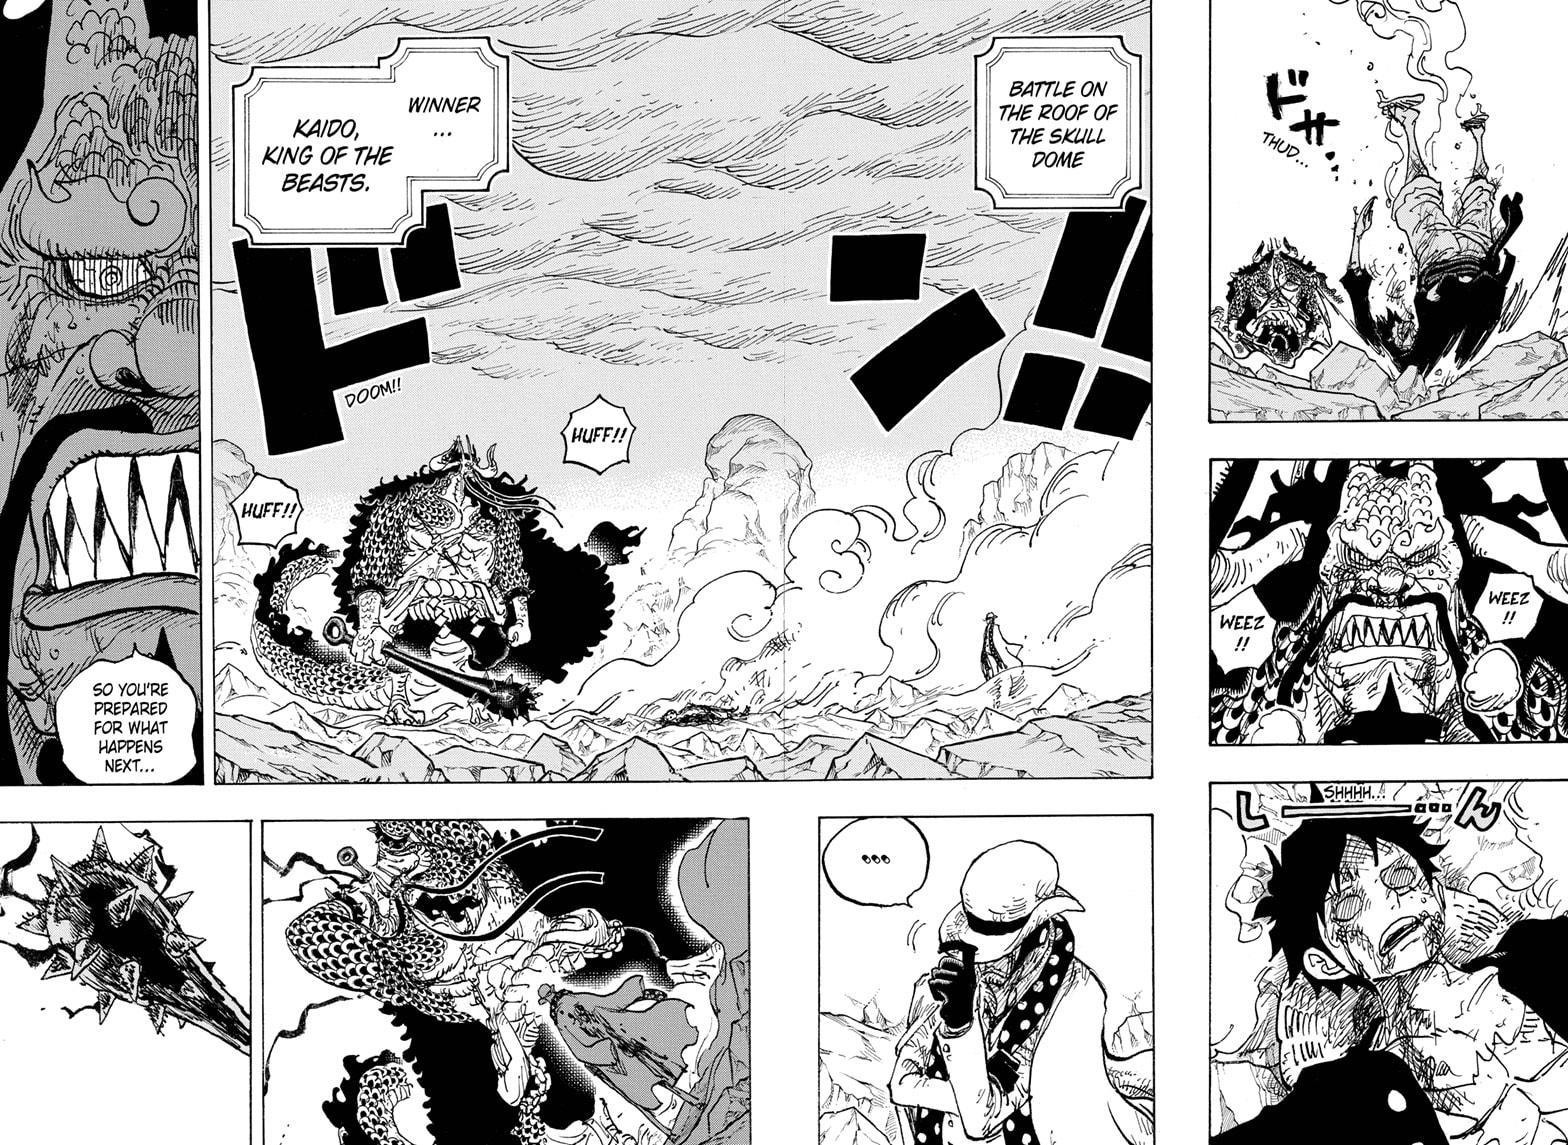 ドサ...
THUD...
WEEZ
!!
WEEZ
!!
SHHHH...
しーん
BATTLE ON
THE ROOF OF
THE SKULL
DOME
WINNER
...
KAIDO,
KING OF THE
BEASTS.
ドン!!
DOOM!!
HUFF!!
HUFF!!
...
SO YOU'RE
PREPARED
FOR WHAT
HAPPENS
NEXT...